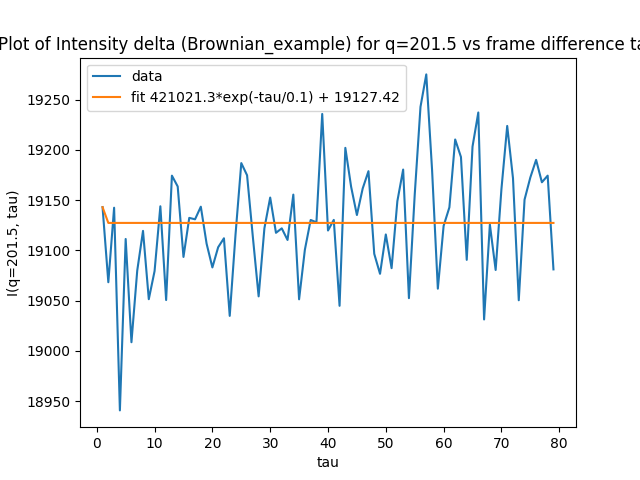 Plot of Intensity delta (Brownian_example) for q=201.5 vs frame difference ta
data
fit 421021.3*exp(-tau/0.1) + 19127.42
I(q=201.5, tau)
19250
19200
19150
19100
19050
19000
18950
0 10 20 30 40 50 60 70 80
tau